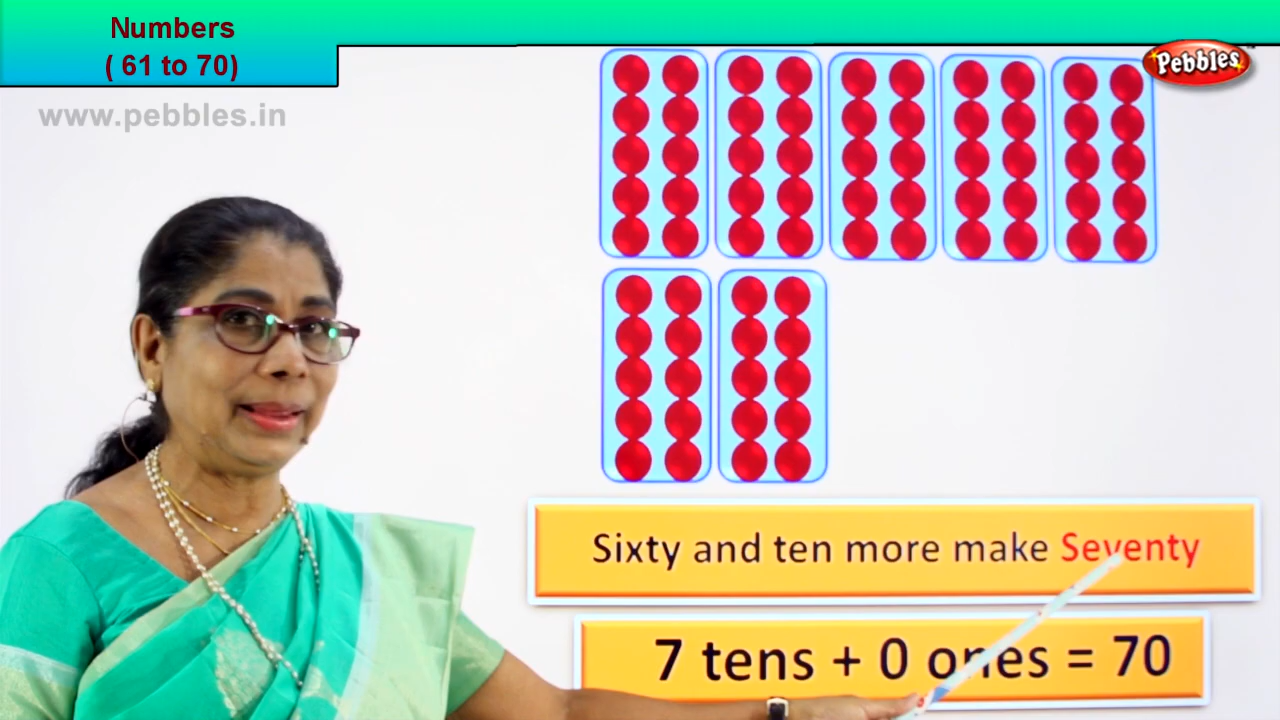 Numbers
( 61 to 70)
Pebbles
www.pebbles.in
Sixty and ten more make Seventy
7 tens + 0 ones = 70